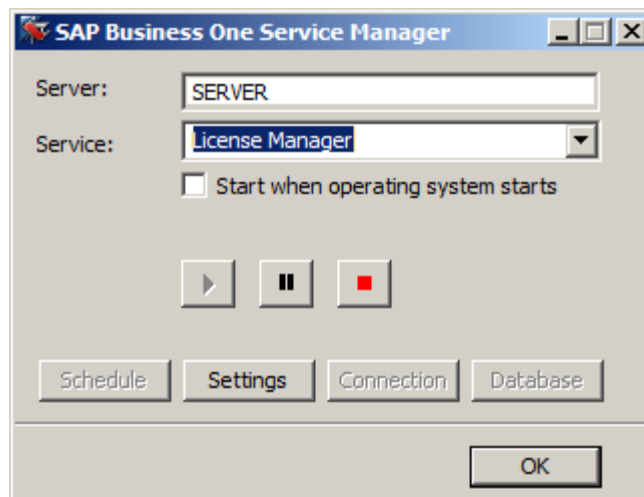 SAP Business One Service Manager
Server: SERVER
Service: License Manager
Start when operating system starts
Schedule Settings Connection Database
OK